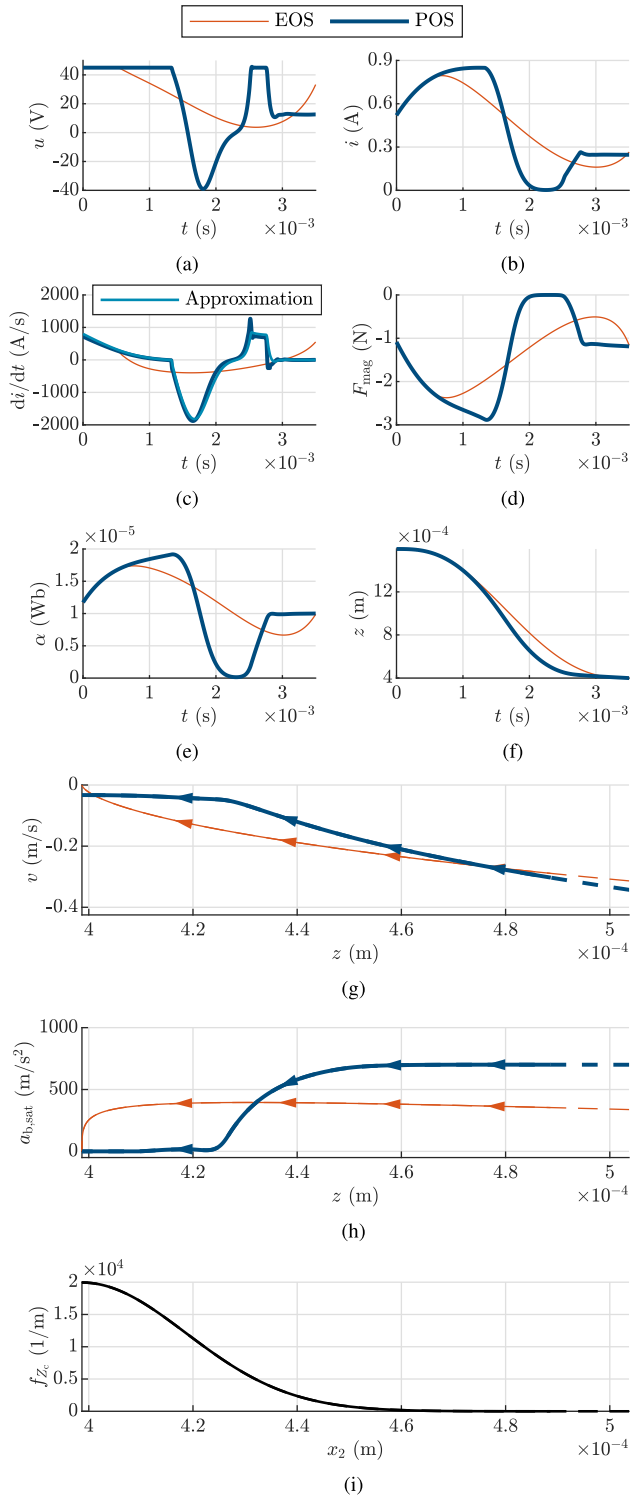 EOS POS
40
20
0
-20
-40
u (V)
0 1 2 3
t (s) ×10⁻³
(a)
0.9
0.6
0.3
0
i (A)
0 1 2 3
t (s) ×10⁻³
(b)
Approximation
2000
1000
0
-1000
-2000
di/dt (A/s)
0 1 2 3
t (s) ×10⁻³
(c)
0
-1
-2
-3
F_mag (N)
0 1 2 3
t (s) ×10⁻³
(d)
×10⁻⁵
2
1.5
1
0.5
0
α (Wb)
0 1 2 3
t (s) ×10⁻³
(e)
×10⁻⁴
12
8
4
z (m)
0 1 2 3
t (s) ×10⁻³
(f)
0
-0.2
-0.4
v (m/s)
4 4.2 4.4 4.6 4.8 5
z (m) ×10⁻⁴
(g)
1000
500
0
a_b,sat (m/s²)
4 4.2 4.4 4.6 4.8 5
z (m) ×10⁻⁴
(h)
×10⁴
2
1.5
1
0.5
0
f_Zc (1/m)
4 4.2 4.4 4.6 4.8 5
x₂ (m) ×10⁻⁴
(i)